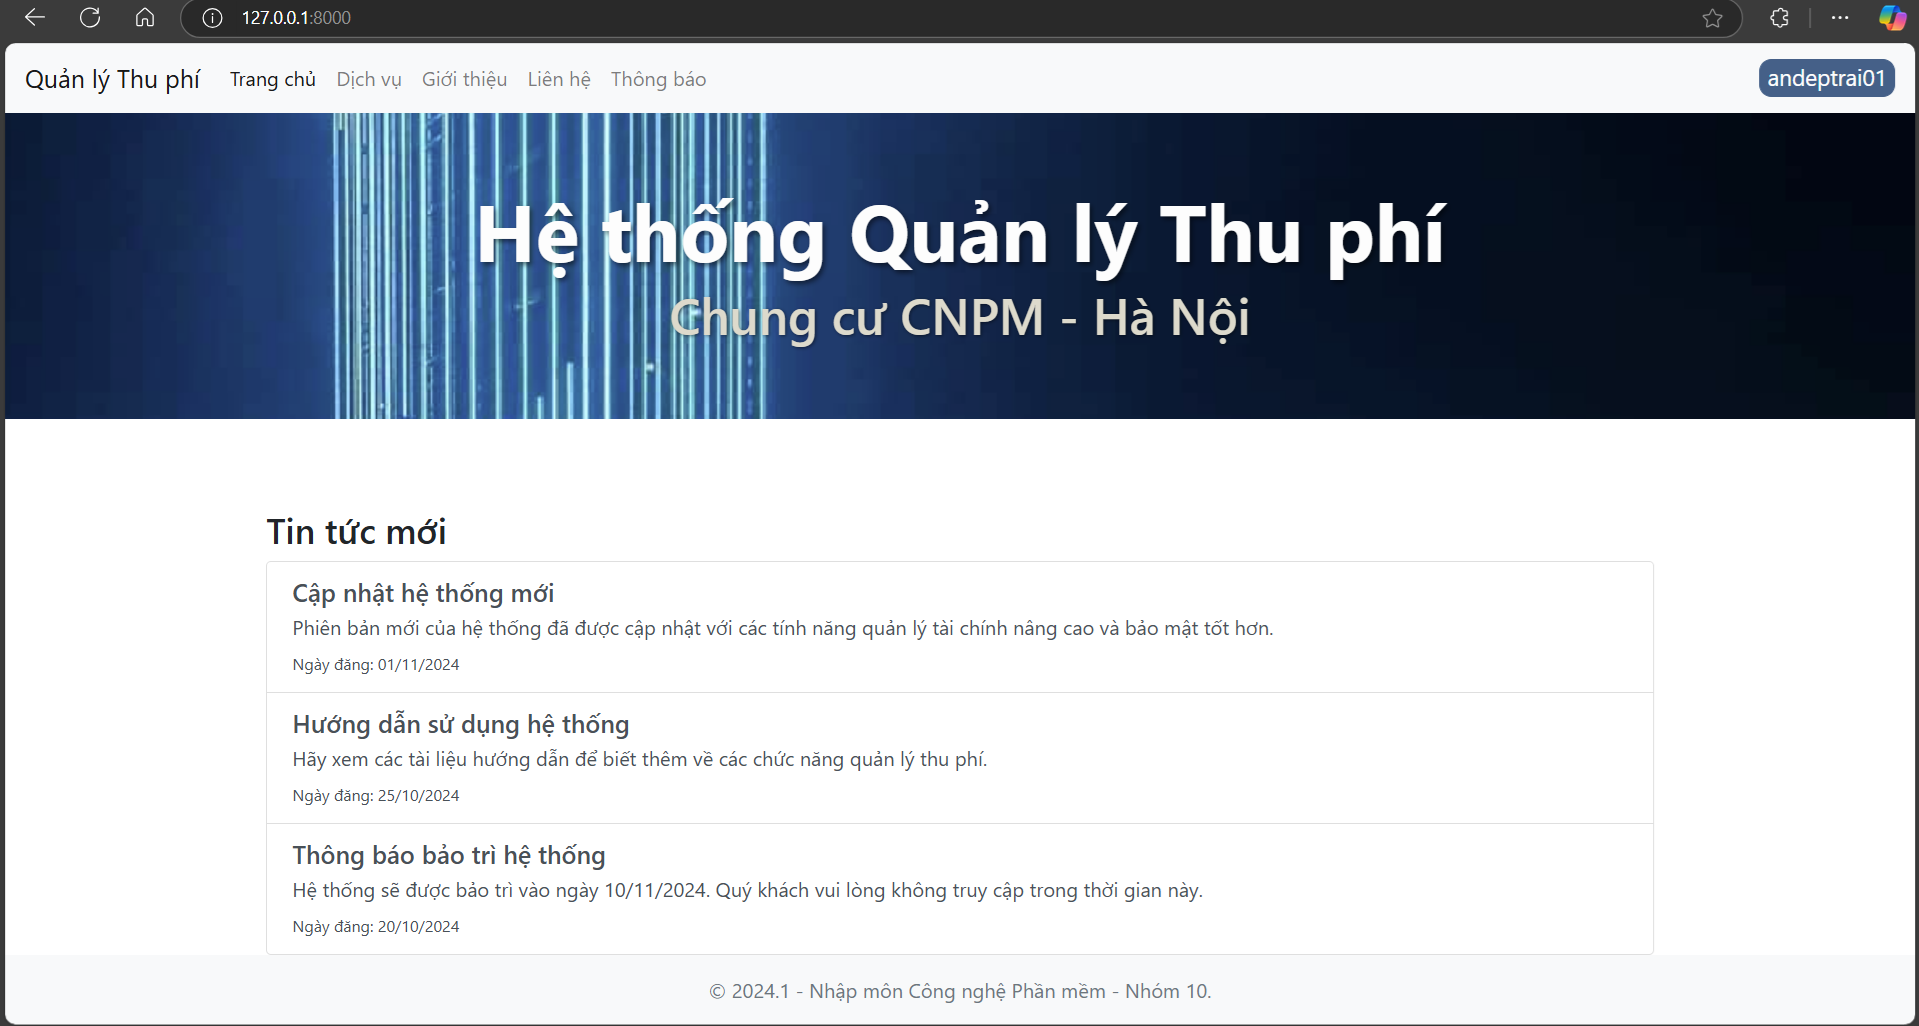 127.0.0.1:8000
Quản lý Thu phí Trang chủ Dịch vụ Giới thiệu Liên hệ Thông báo andeptrai01
Hệ thống Quản lý Thu phí
Chung cư CNPM - Hà Nội
Tin tức mới
Cập nhật hệ thống mới
Phiên bản mới của hệ thống đã được cập nhật với các tính năng quản lý tài chính nâng cao và bảo mật tốt hơn.
Ngày đăng: 01/11/2024
Hướng dẫn sử dụng hệ thống
Hãy xem các tài liệu hướng dẫn để biết thêm về các chức năng quản lý thu phí.
Ngày đăng: 25/10/2024
Thông báo bảo trì hệ thống
Hệ thống sẽ được bảo trì vào ngày 10/11/2024. Quý khách vui lòng không truy cập trong thời gian này.
Ngày đăng: 20/10/2024
© 2024.1 - Nhập môn Công nghệ Phần mềm - Nhóm 10.